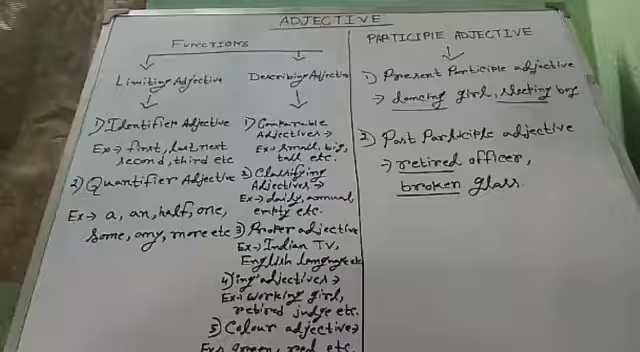 ADJECTIVE
FUNCTIONS
Limiting Adjective
1) Identifier Adjective
Ex → first, last, next
second, third etc
2) Quantifier Adjective
Ex → a, an, half, one,
some, any, more etc
Describing Adjective
1) Comparable
Adjectives →
Ex → small, big,
tall etc.
2) Classifying
Adjectives →
Ex → daily, annual,
empty etc.
3) Proper adjective
Ex → Indian TV,
English language etc
4) 'ing' adjectives →
Ex → working girl,
retired judge etc.
5) Colour adjective →
Ex → green, red etc.
PARTICIPLE ADJECTIVE
1) Present Participle adjective
→ dancing girl, boy
2) Past Participle adjective
→ retired officer,
broken glass.